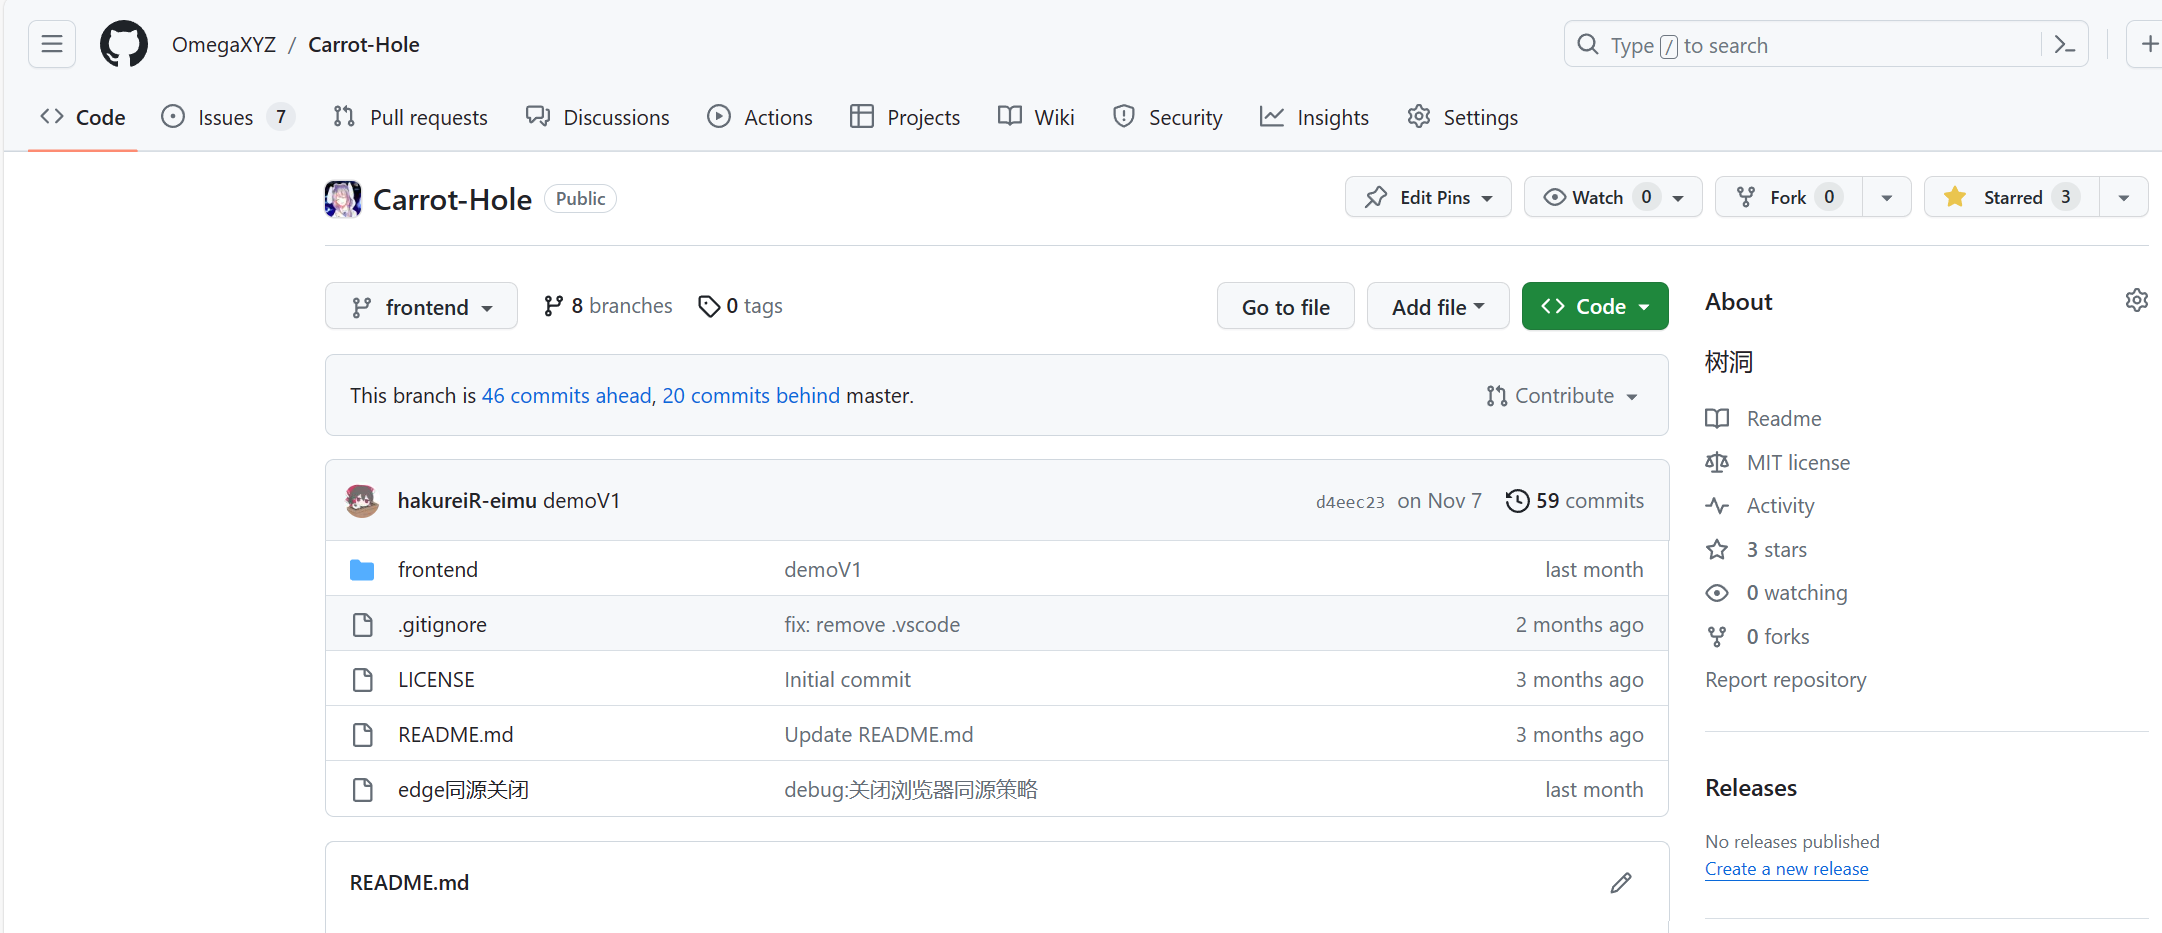 OmegaXYZ / Carrot-Hole
Type / to search
Code
Issues 7
Pull requests
Discussions
Actions
Projects
Wiki
Security
Insights
Settings
Carrot-Hole Public
Edit Pins
Watch 0
Fork 0
Starred 3
frontend
8 branches
0 tags
Go to file
Add file
Code
This branch is 46 commits ahead, 20 commits behind master.
Contribute
hakureiR-eimu demoV1
d4eec23 on Nov 7
59 commits
frontend demoV1 last month
.gitignore fix: remove .vscode 2 months ago
LICENSE Initial commit 3 months ago
README.md Update README.md 3 months ago
edge同源关闭 debug:关闭浏览器同源策略 last month
README.md
About
树洞
Readme
MIT license
Activity
3 stars
0 watching
0 forks
Report repository
Releases
No releases published
Create a new release